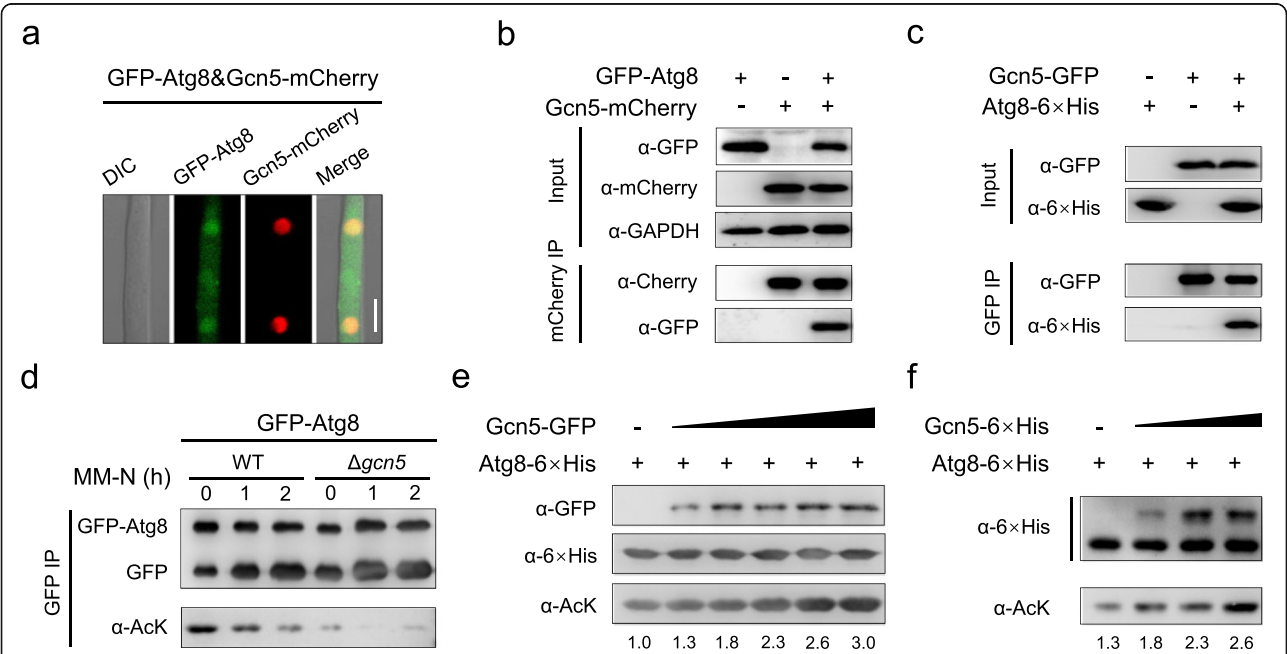 a
GFP-Atg8&Gcn5-mCherry
DIC GFP-Atg8 Gcn5-mCherry Merge
b
GFP-Atg8 + - +
Gcn5-mCherry - + +
Input
α-GFP
α-mCherry
α-GAPDH
mCherry IP
α-Cherry
α-GFP
c
Gcn5-GFP - + +
Atg8-6×His + - +
Input
α-GFP
α-6×His
GFP IP
α-GFP
α-6×His
d
GFP-Atg8
WT Δgcn5
MM-N (h) 0 1 2 0 1 2
GFP IP
GFP-Atg8
GFP
α-AcK
e
Gcn5-GFP -
Atg8-6×His + + + + + +
α-GFP
α-6×His
α-AcK
1.0 1.3 1.8 2.3 2.6 3.0
f
Gcn5-6×His -
Atg8-6×His + + + +
α-6×His
α-AcK
1.3 1.8 2.3 2.6